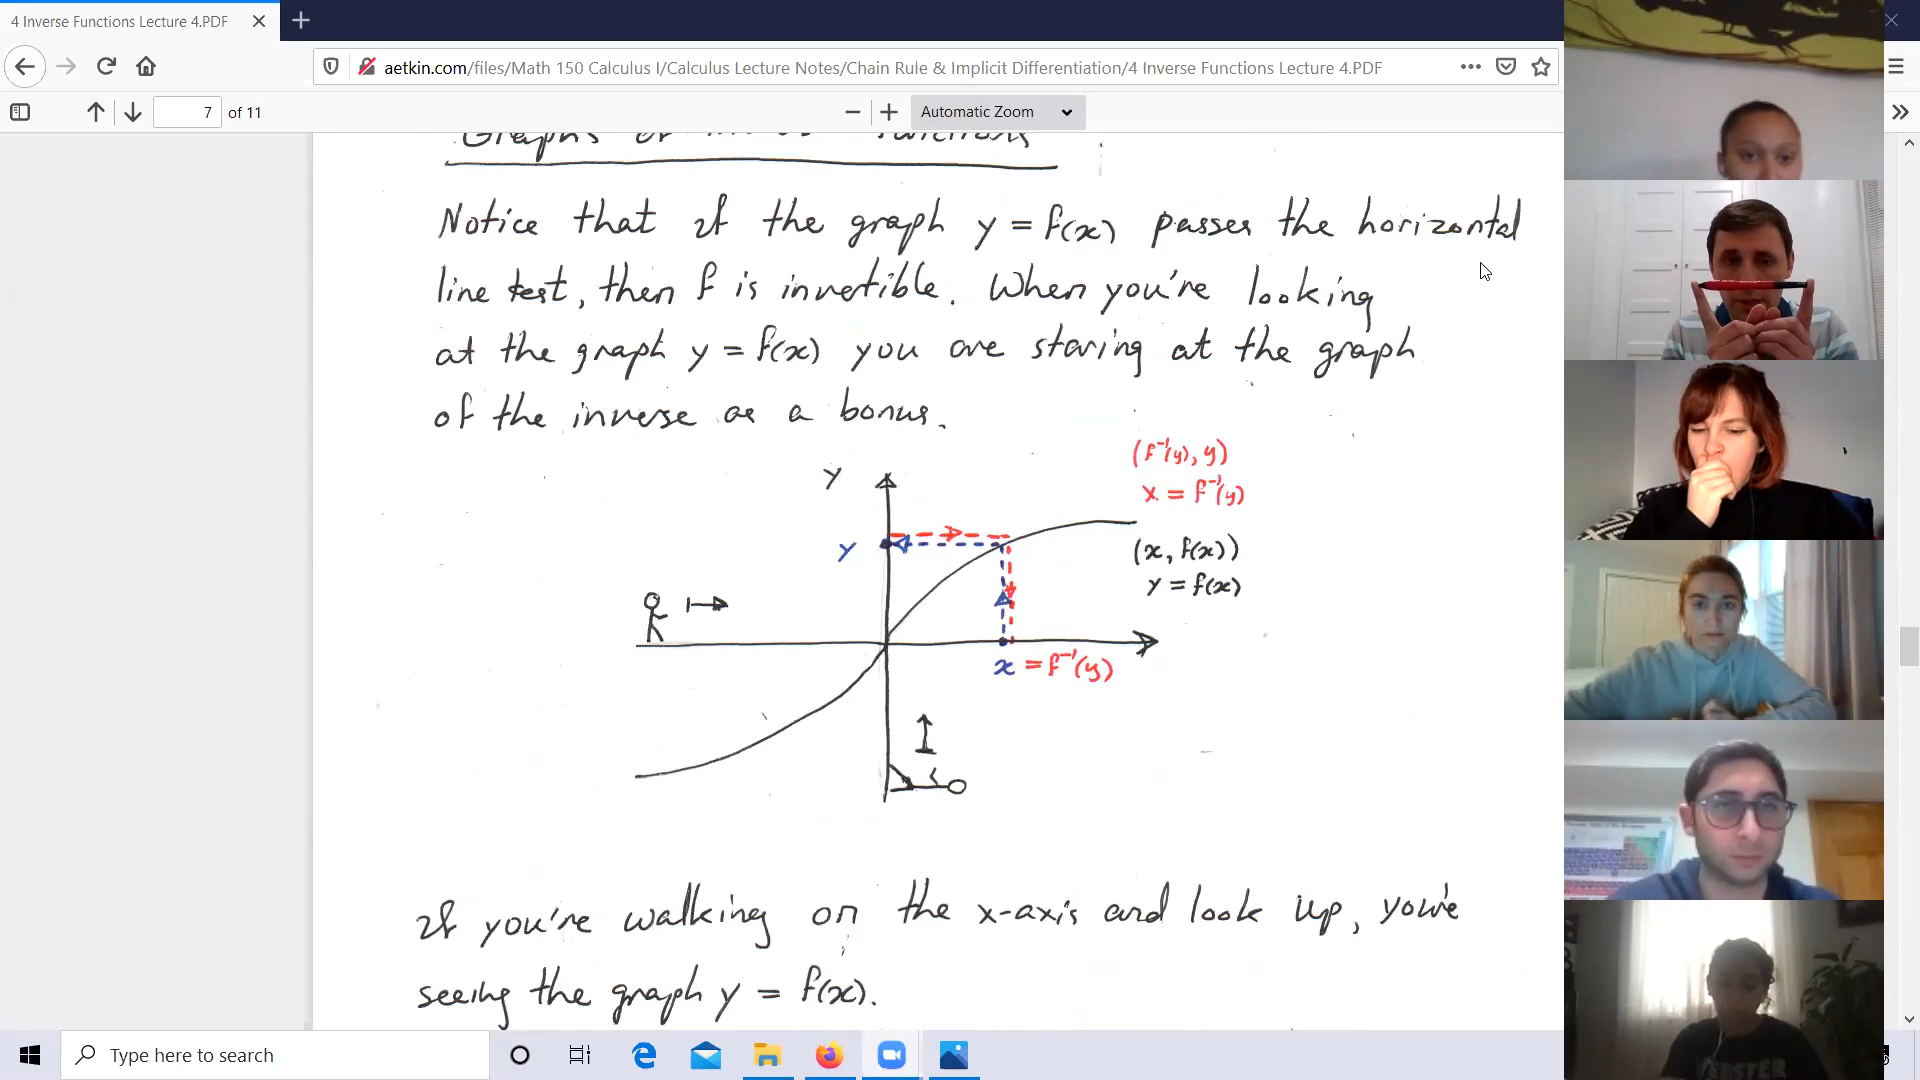 4 Inverse Functions Lecture 4.PDF
aetkin.com/files/Math 150 Calculus I/Calculus Lecture Notes/Chain Rule & Implicit Differentiation/4 Inverse Functions Lecture 4.PDF
7 of 11
Automatic Zoom
Graphs of functions
Notice that if the graph y = f(x) passes the horizontal
line test, then f is invertible. When you're looking
at the graph y = f(x) you are staring at the graph
of the inverse as a bonus.
(f⁻¹(y), y)
y
x = f⁻¹(y)
y
(x, f(x))
y = f(x)
x = f⁻¹(y)
If you're walking on the x-axis and look up, you're
seeing the graph y = f(x).
Type here to search